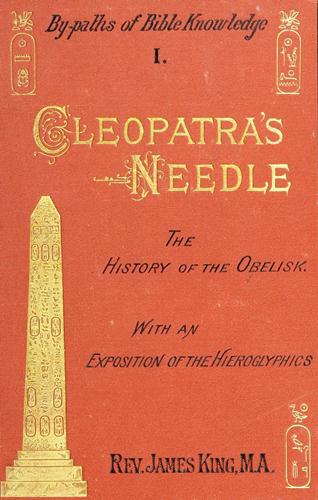 By-paths of Bible Knowledge
I.
CLEOPATRA'S
NEEDLE
THE
HISTORY OF THE OBELISK.
WITH AN
EXPOSITION OF THE HIEROGLYPHICS
REV. JAMES KING, M.A.